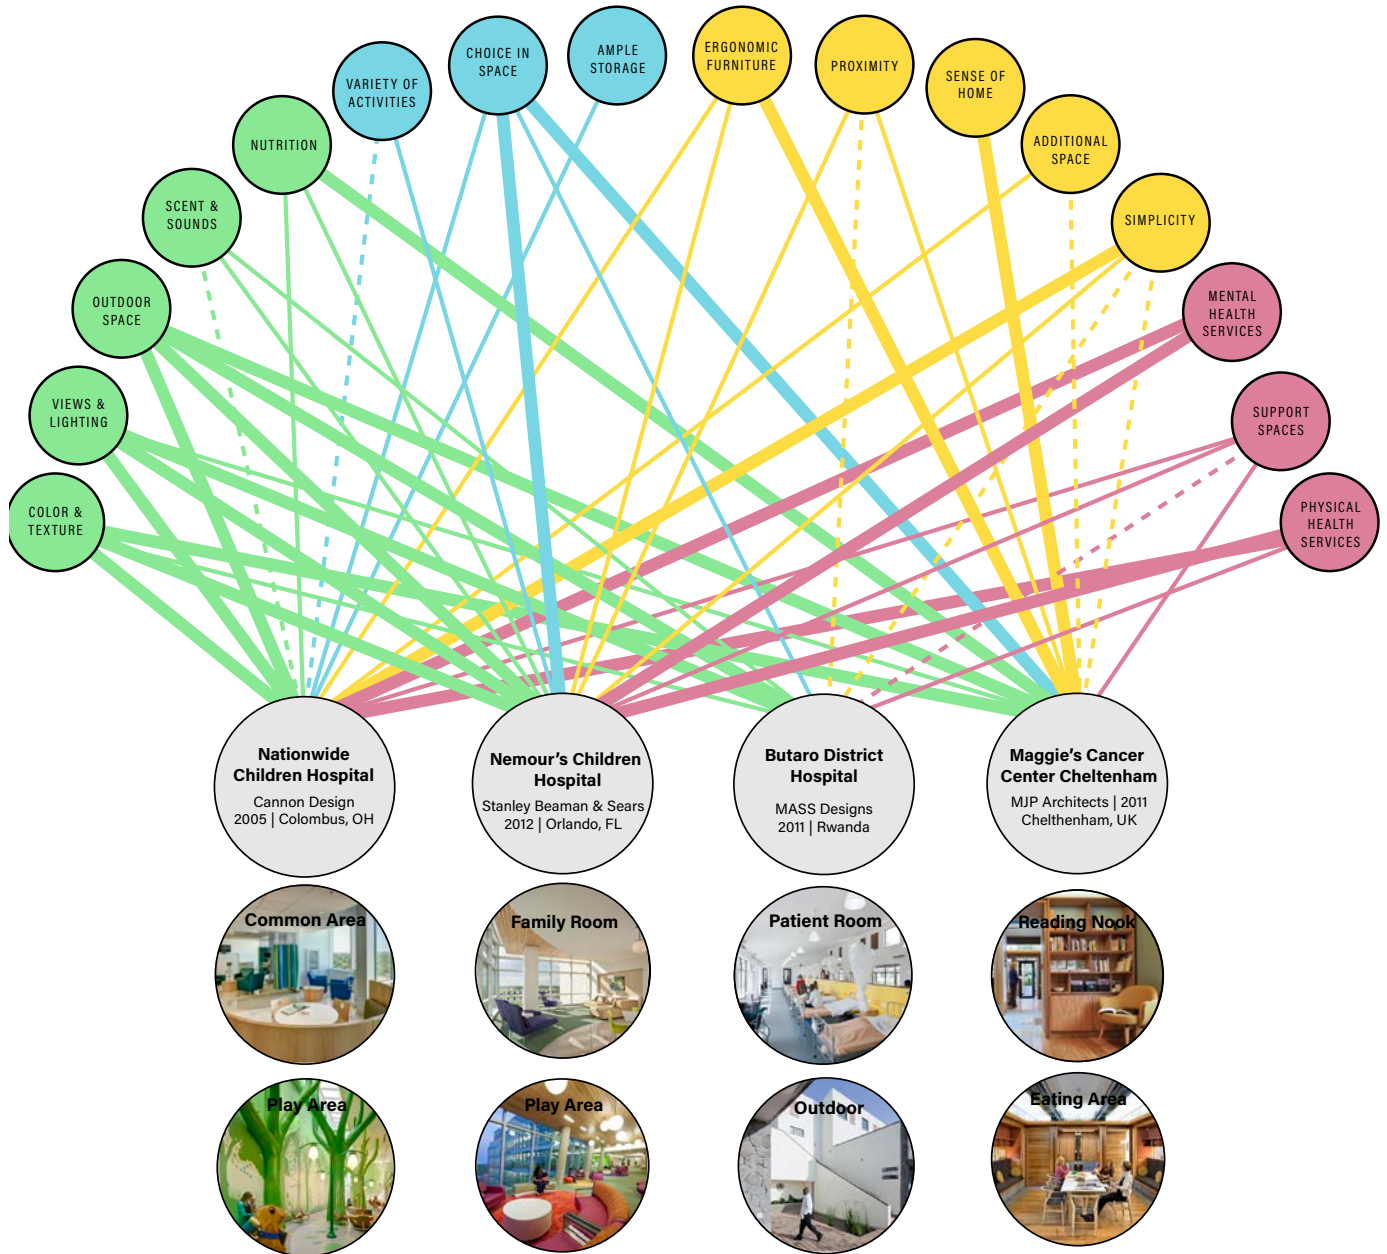 ERGONOMIC
FURNITURE
CHOICE IN
SPACE
AMPLE
STORAGE
PROXIMITY
SENSE OF
HOME
VARIETY OF
ACTIVITIES
NUTRITION
ADDITIONAL
SPACE
SCENT &
SOUNDS
SIMPLICITY
OUTDOOR
SPACE
MENTAL
HEALTH
SERVICES
VIEWS &
LIGHTING
SUPPORT
SPACES
COLOR &
TEXTURE
PHYSICAL
HEALTH
SERVICES
Nationwide
Children Hospital
Cannon Design
2005 | Colombus, OH
Nemour's Children
Hospital
Stanley Beaman & Sears
2012 | Orlando, FL
Butaro District
Hospital
MASS Designs
2011 | Rwanda
Maggie's Cancer
Center Cheltenham
MJP Architects | 2011
Chelthenham, UK
Common Area
Family Room
Patient Room
Reading Nook
Play Area
Play Area
Outdoor
Eating Area